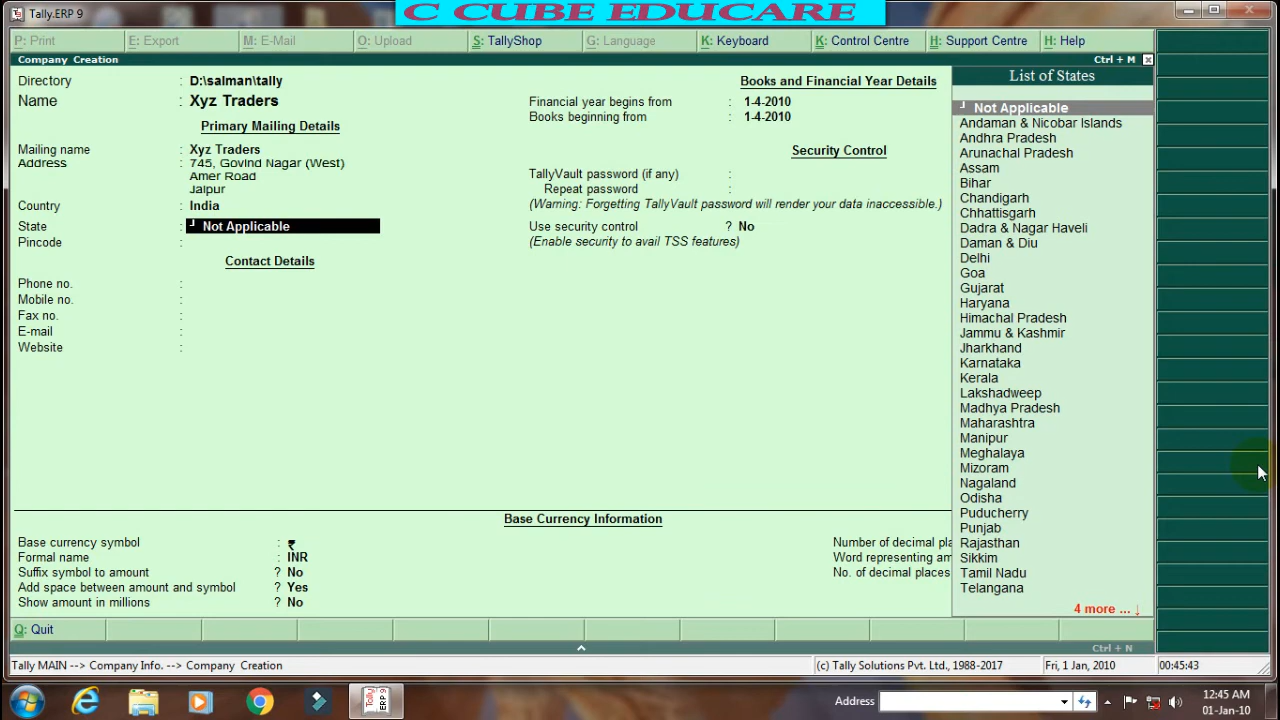 Tally.ERP 9
C CUBE EDUCARE
P: Print E: Export M: E-Mail O: Upload S: TallyShop G: Language K: Keyboard K: Control Centre H: Support Centre H: Help
Company Creation Ctrl + M
Directory : D:\salman\tally
Name : Xyz Traders
Primary Mailing Details
Mailing name : Xyz Traders
Address : 745, Govind Nagar (West)
Amer Road
Jaipur
Country : India
State : ┘ Not Applicable
Pincode :
Contact Details
Phone no. :
Mobile no. :
Fax no. :
E-mail :
Website :
Books and Financial Year Details
Financial year begins from : 1-4-2010
Books beginning from : 1-4-2010
Security Control
TallyVault password (if any) :
Repeat password :
(Warning: Forgetting TallyVault password will render your data inaccessible.)
Use security control ? No
(Enable security to avail TSS features)
List of States
┘ Not Applicable
Andaman & Nicobar Islands
Andhra Pradesh
Arunachal Pradesh
Assam
Bihar
Chandigarh
Chhattisgarh
Dadra & Nagar Haveli
Daman & Diu
Delhi
Goa
Gujarat
Haryana
Himachal Pradesh
Jammu & Kashmir
Jharkhand
Karnataka
Kerala
Lakshadweep
Madhya Pradesh
Maharashtra
Manipur
Meghalaya
Mizoram
Nagaland
Odisha
Puducherry
Punjab
Rajasthan
Sikkim
Tamil Nadu
Telangana
4 more ... ↓
Base Currency Information
Base currency symbol : ₹
Formal name : INR
Suffix symbol to amount ? No
Add space between amount and symbol ? Yes
Show amount in millions ? No
Number of decimal pla
Word representing am
No. of decimal places
Q: Quit
Ctrl + N
Tally MAIN --> Company Info. --> Company Creation (c) Tally Solutions Pvt. Ltd., 1988-2017 Fri, 1 Jan, 2010 00:45:43
Tally ERP 9
Address
12:45 AM
01-Jan-10